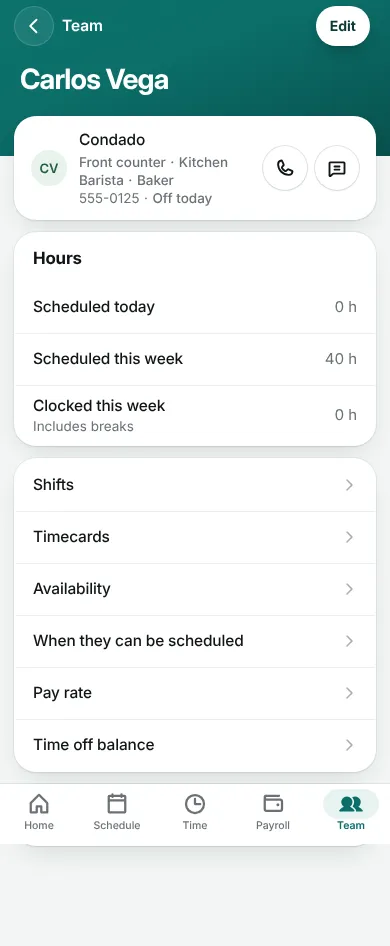 Team
Edit
Carlos Vega
Condado
CV
Front counter · Kitchen
Barista · Baker
555-0125 · Off today
Hours
Scheduled today
0 h
Scheduled this week
40 h
Clocked this week
Includes breaks
0 h
Shifts
Timecards
Availability
When they can be scheduled
Pay rate
Time off balance
Home
Schedule
Time
Payroll
Team